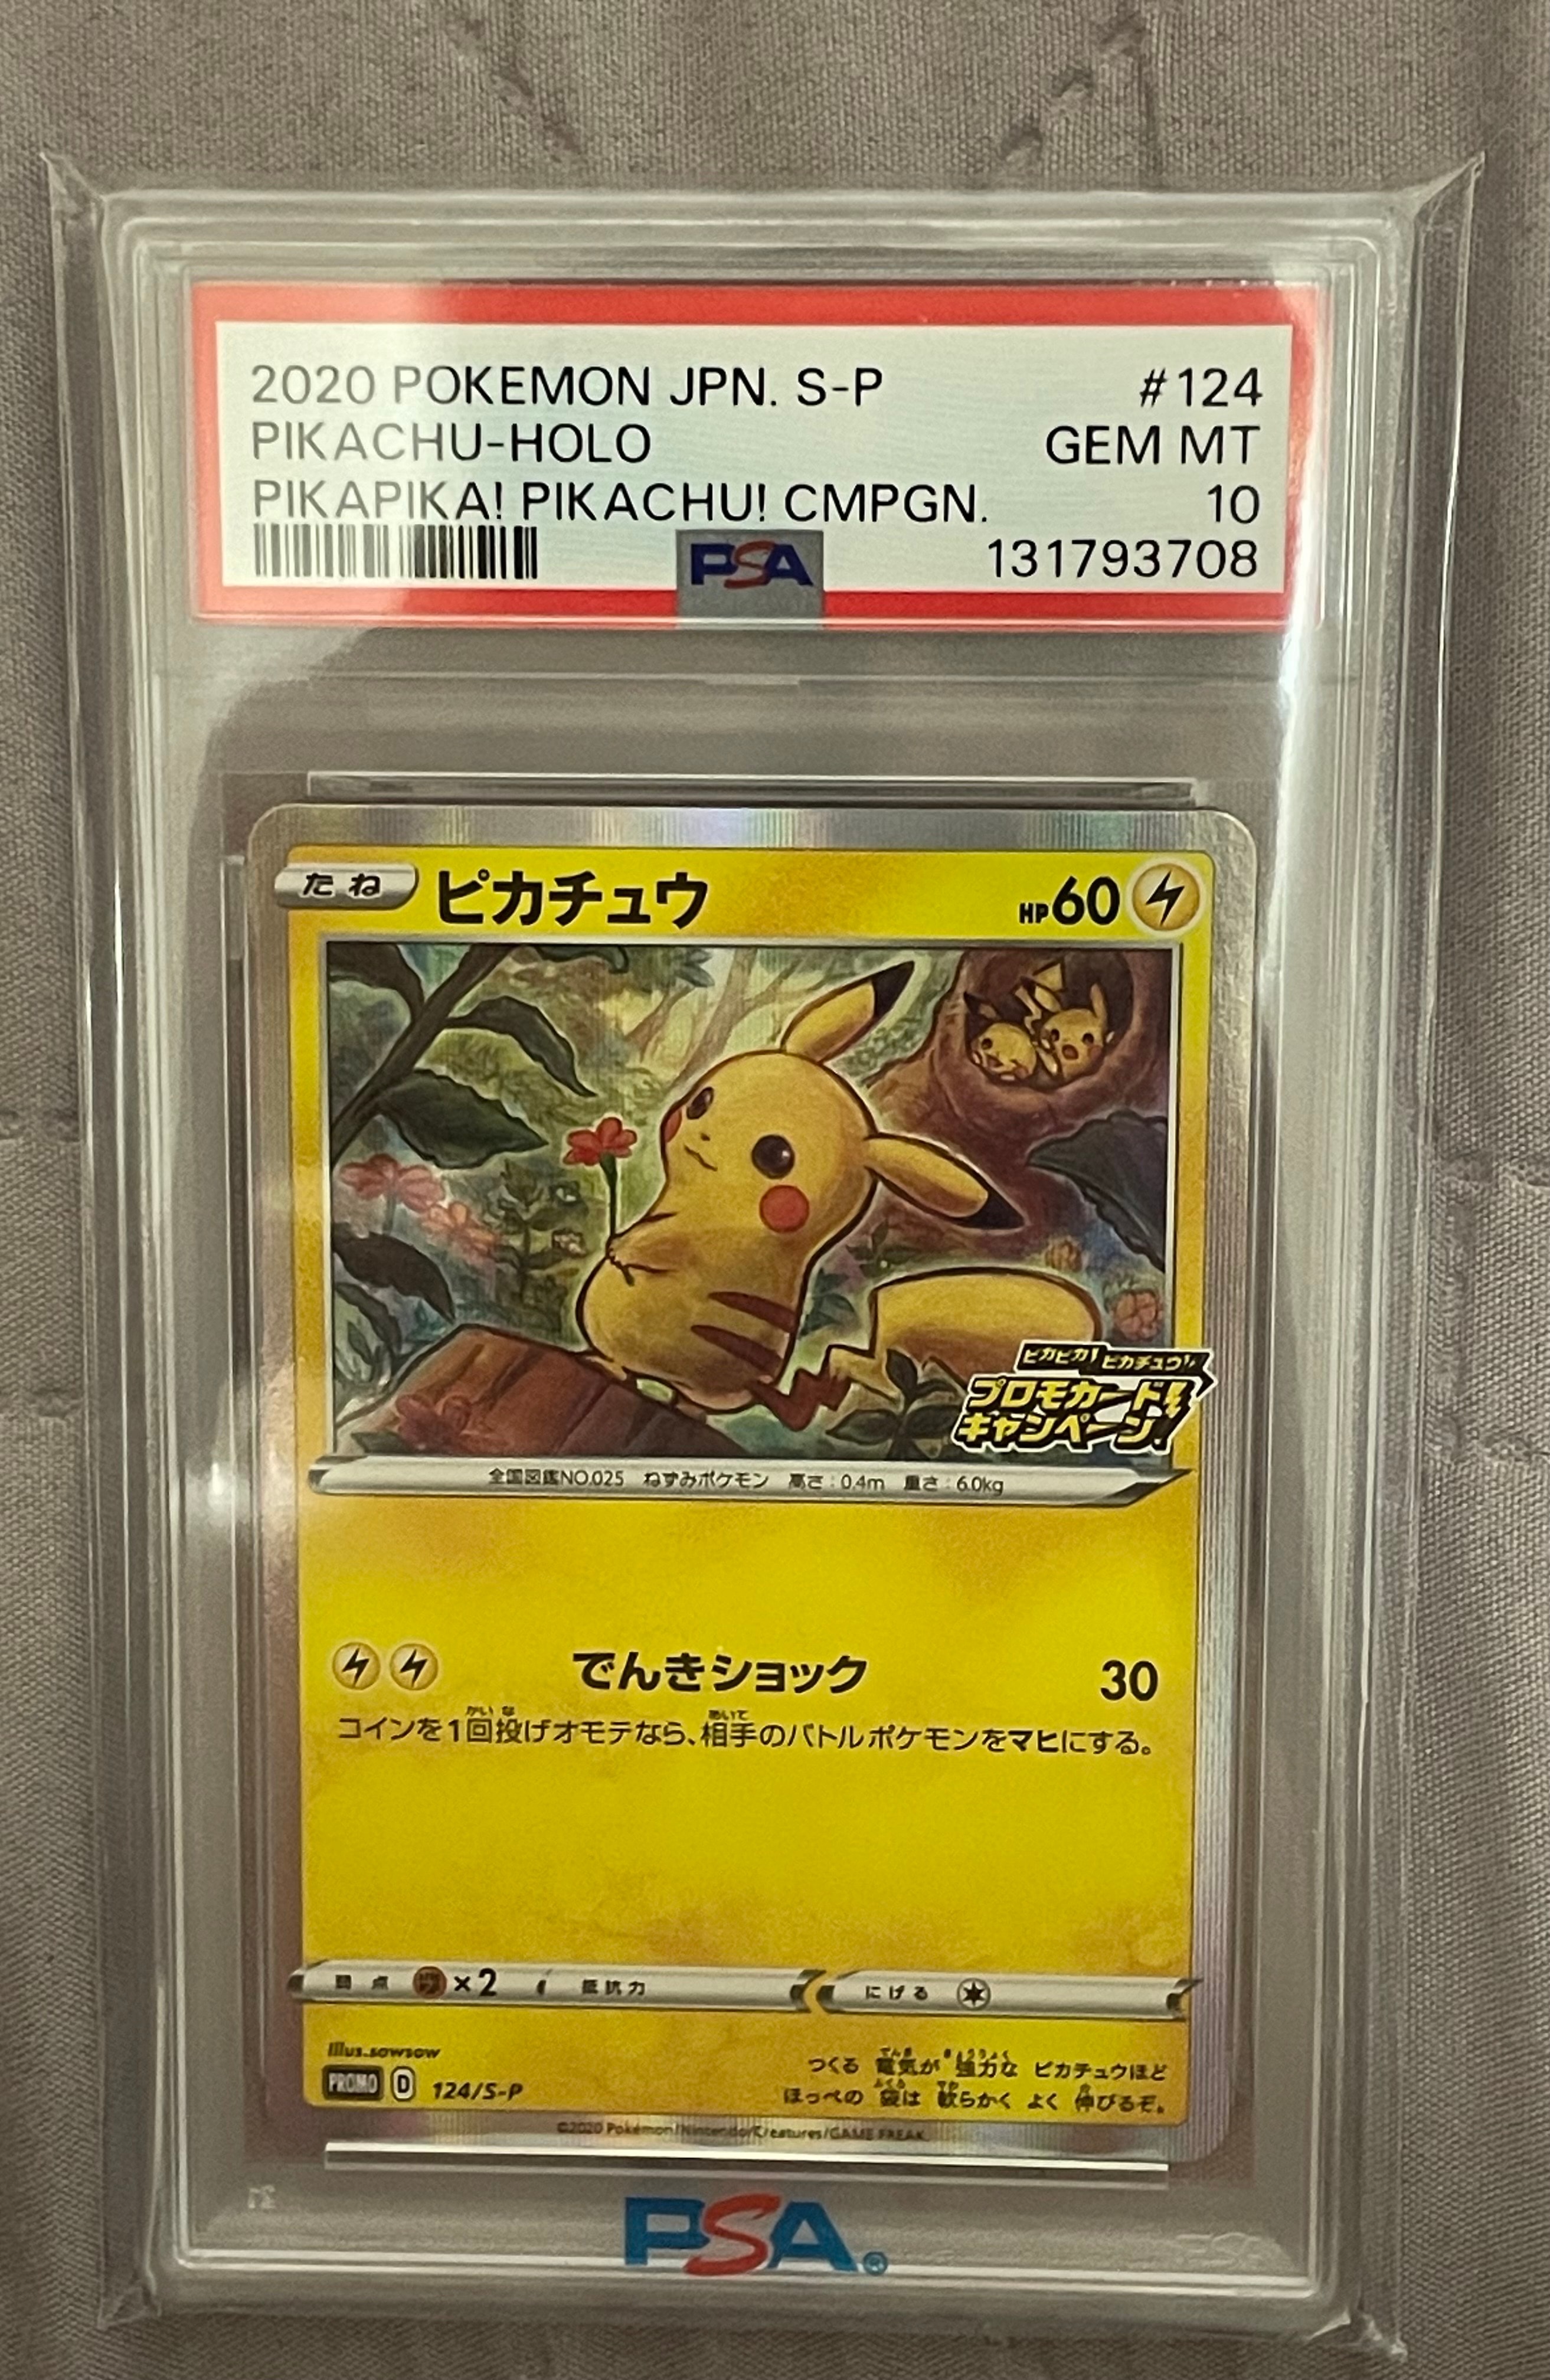 2020 POKEMON JPN. S-P #124
PIKACHU-HOLO GEM MT
PIKAPIKA! PIKACHU! CMPGN. 10
PSA 131793708
たね ピカチュウ HP60
ピカピカ!ピカチュウ!
プロモカード
キャンペーン!
全国図鑑NO.025 ねずみポケモン 高さ:0.4m 重さ:6.0kg
でんきショック 30
コインを1回投げオモテなら、相手のバトルポケモンをマヒにする。
弱点 ×2 抵抗力 にげる
Illus.sowsow
PROMO D 124/S-P
つくる 電気が 強力な ピカチュウほど
ほっぺの 袋は 軟らかく よく 伸びるぞ。
©2020 Pokémon/Nintendo/Creatures/GAME FREAK.
PSA®